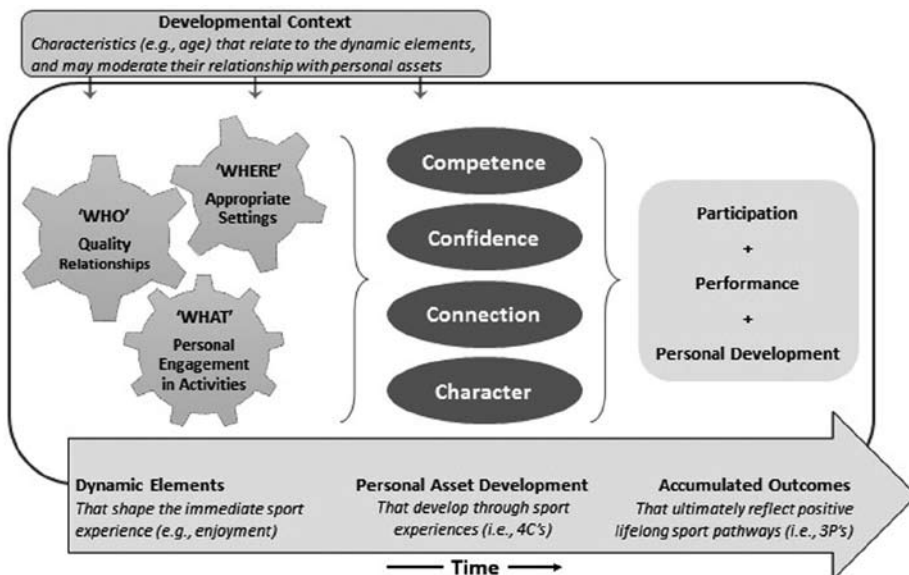 Developmental Context
Characteristics (e.g., age) that relate to the dynamic elements,
and may moderate their relationship with personal assets
'WHERE'
Appropriate
Settings
'WHO'
Quality
Relationships
'WHAT'
Personal
Engagement
in Activities
Competence
Confidence
Connection
Character
Participation
+
Performance
+
Personal Development
Dynamic Elements
That shape the immediate sport
experience (e.g., enjoyment)
Personal Asset Development
That develop through sport
experiences (i.e., 4C's)
Accumulated Outcomes
That ultimately reflect positive
lifelong sport pathways (i.e., 3P's)
Time